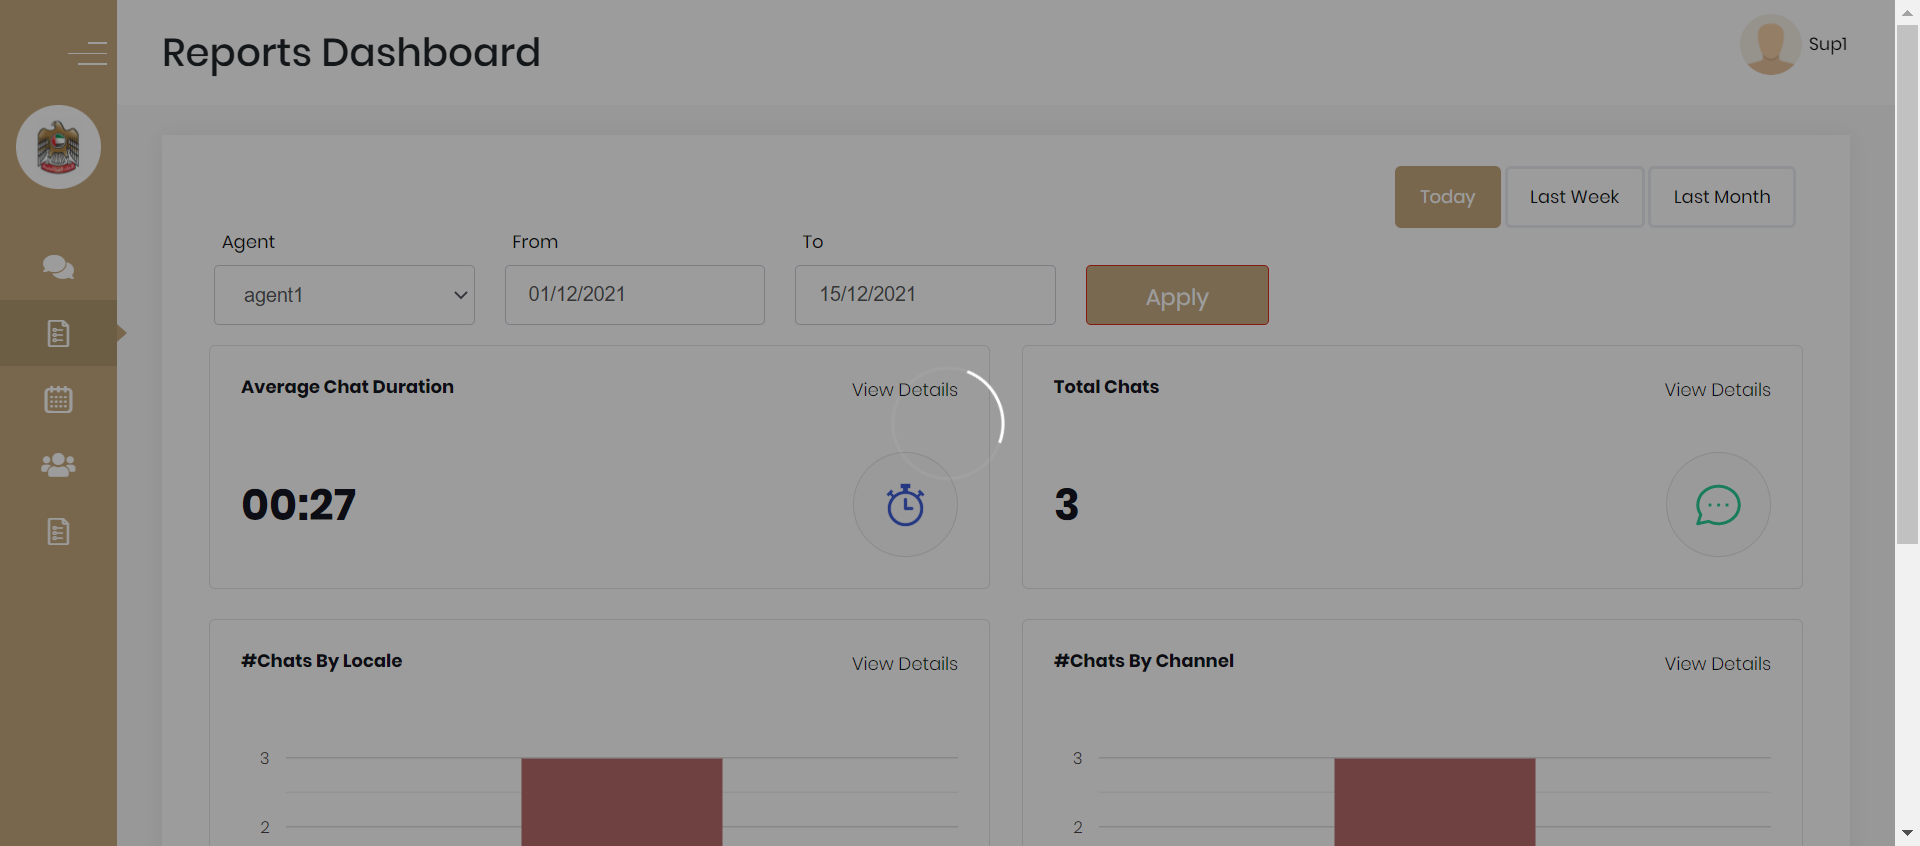 Reports Dashboard
Sup1
Today
Last Week
Last Month
Agent
From
To
agent1
01/12/2021
15/12/2021
Apply
Average Chat Duration
View Details
00:27
Total Chats
View Details
3
#Chats By Locale
View Details
3
2
#Chats By Channel
View Details
3
2